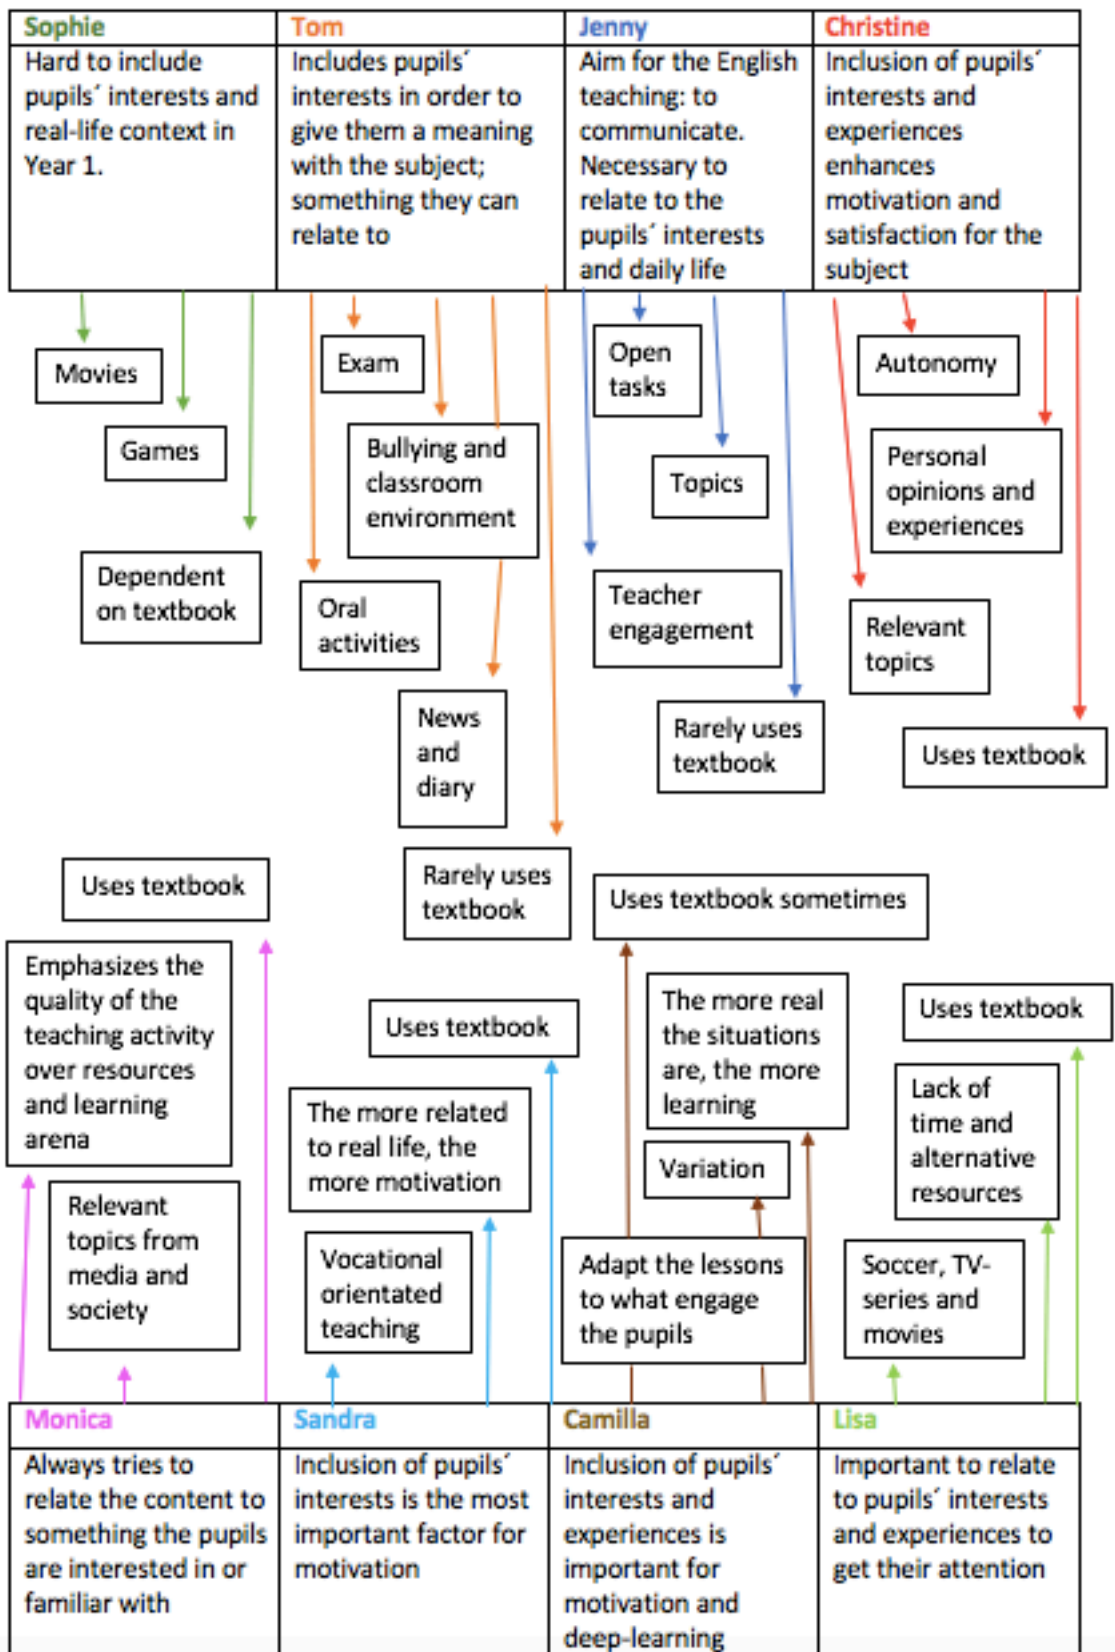 Sophie
Hard to include
pupils´ interests and
real-life context in
Year 1.
Tom
Includes pupils´
interests in order to
give them a meaning
with the subject;
something they can
relate to
Jenny
Aim for the English
teaching: to
communicate.
Necessary to
relate to the
pupils´ interests
and daily life
Christine
Inclusion of pupils´
interests and
experiences
enhances
motivation and
satisfaction for the
subject
Movies
Games
Dependent
on textbook
Exam
Bullying and
classroom
environment
Oral
activities
News
and
diary
Rarely uses
textbook
Open
tasks
Topics
Teacher
engagement
Rarely uses
textbook
Autonomy
Personal
opinions and
experiences
Relevant
topics
Uses textbook
Uses textbook
Emphasizes the
quality of the
teaching activity
over resources
and learning
arena
Relevant
topics from
media and
society
Uses textbook
The more related
to real life, the
more motivation
Vocational
orientated
teaching
Uses textbook sometimes
The more real
the situations
are, the more
learning
Variation
Adapt the lessons
to what engage
the pupils
Uses textbook
Lack of
time and
alternative
resources
Soccer, TV-
series and
movies
Monica
Always tries to
relate the content to
something the pupils
are interested in or
familiar with
Sandra
Inclusion of pupils´
interests is the most
important factor for
motivation
Camilla
Inclusion of pupils´
interests and
experiences is
important for
motivation and
deep-learning
Lisa
Important to relate
to pupils´ interests
and experiences to
get their attention